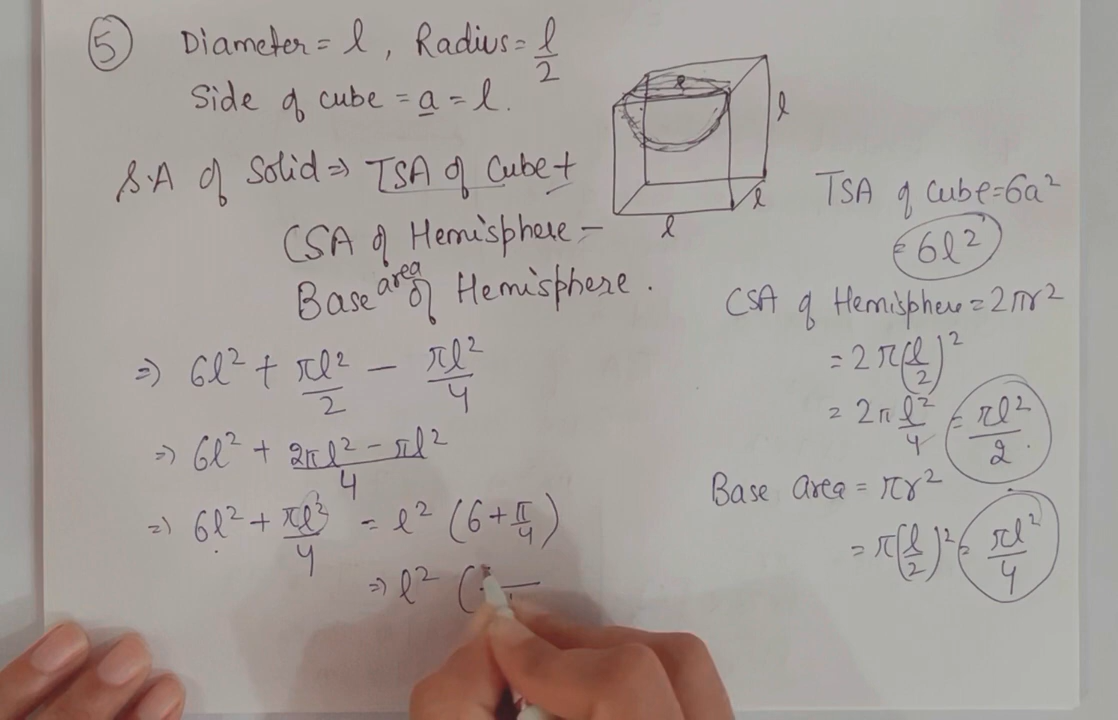 5 Diameter = l , Radius = l/2
Side of cube = a = l.
S.A of Solid ⇒ TSA of Cube +
CSA of Hemisphere -
Base area of Hemisphere .
⇒ 6l² + πl²/2 - πl²/4
⇒ 6l² + (2πl² - πl²)/4
⇒ 6l² + πl²/4 = l² (6 + π/4)
⇒ l² (
l
l
l
l
TSA of Cube = 6a²
= 6l²
CSA of Hemisphere = 2πr²
= 2π(l/2)²
= 2π l²/4 = πl²/2
Base area = πr²
= π(l/2)² = πl²/4